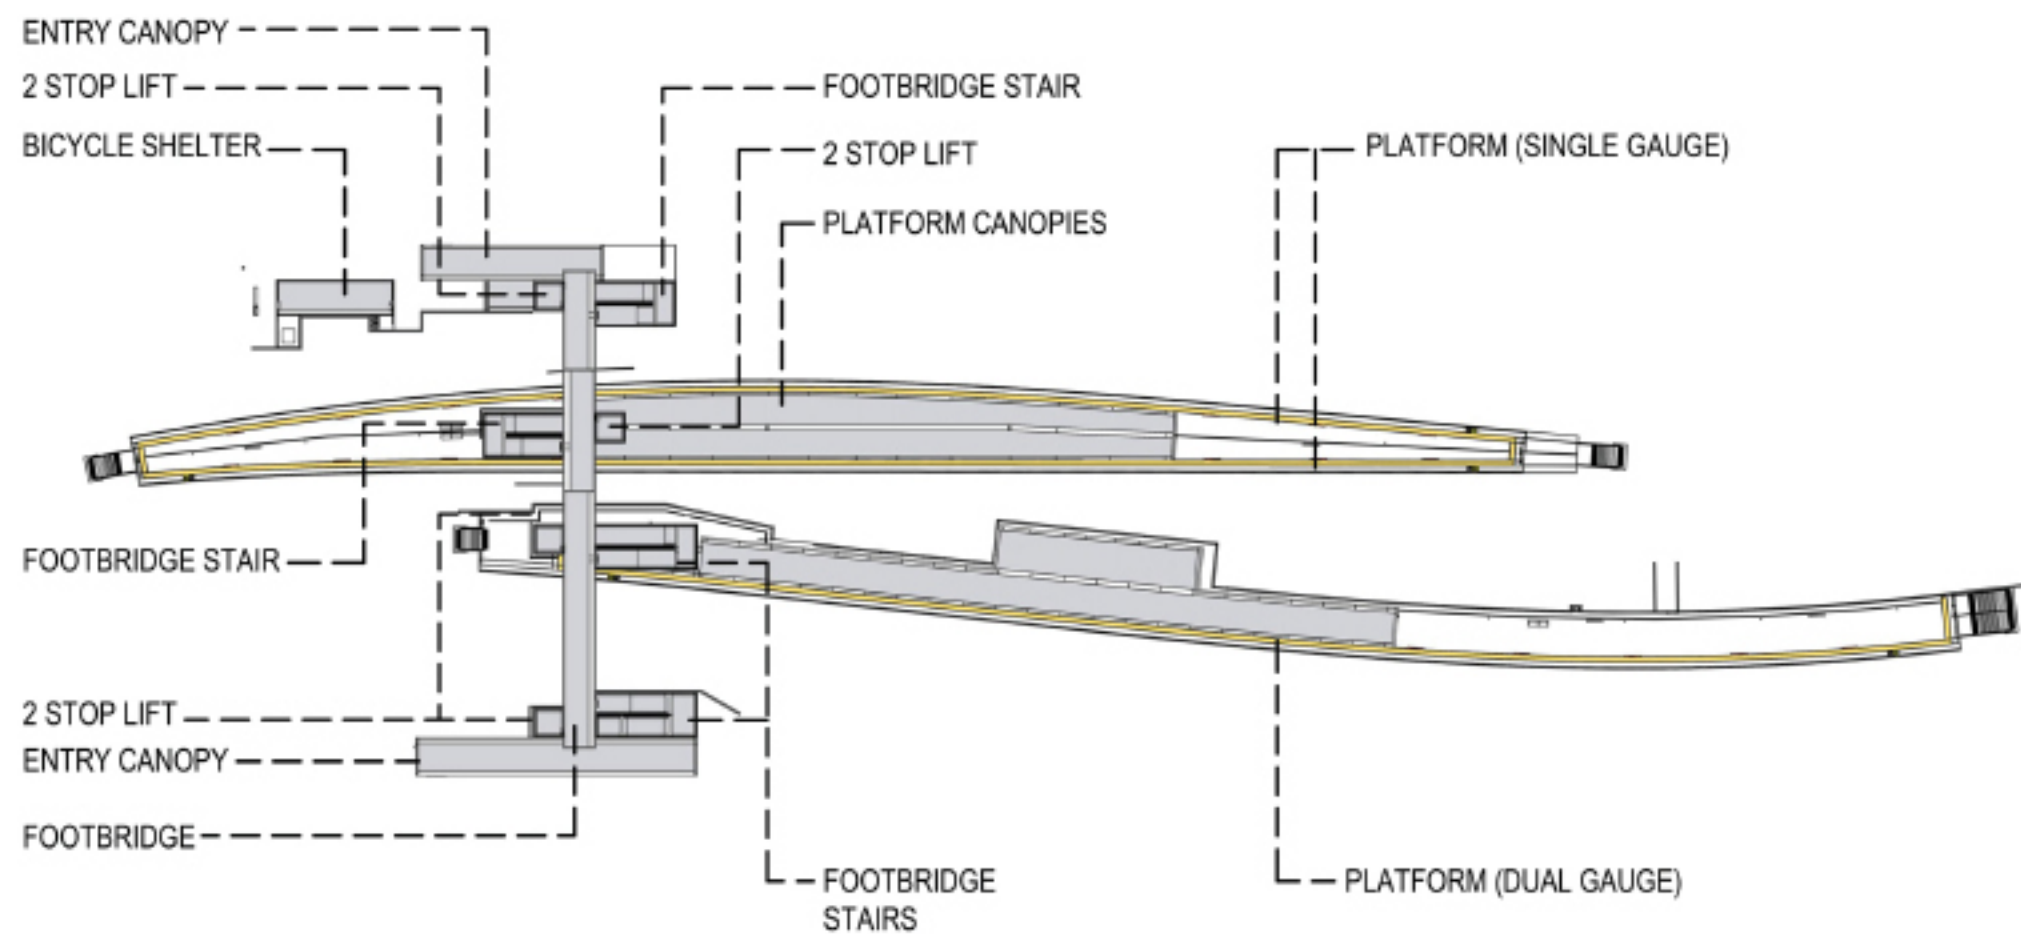 ENTRY CANOPY
2 STOP LIFT
FOOTBRIDGE STAIR
BICYCLE SHELTER
2 STOP LIFT
PLATFORM (SINGLE GAUGE)
PLATFORM CANOPIES
FOOTBRIDGE STAIR
2 STOP LIFT
ENTRY CANOPY
FOOTBRIDGE
FOOTBRIDGE
STAIRS
PLATFORM (DUAL GAUGE)